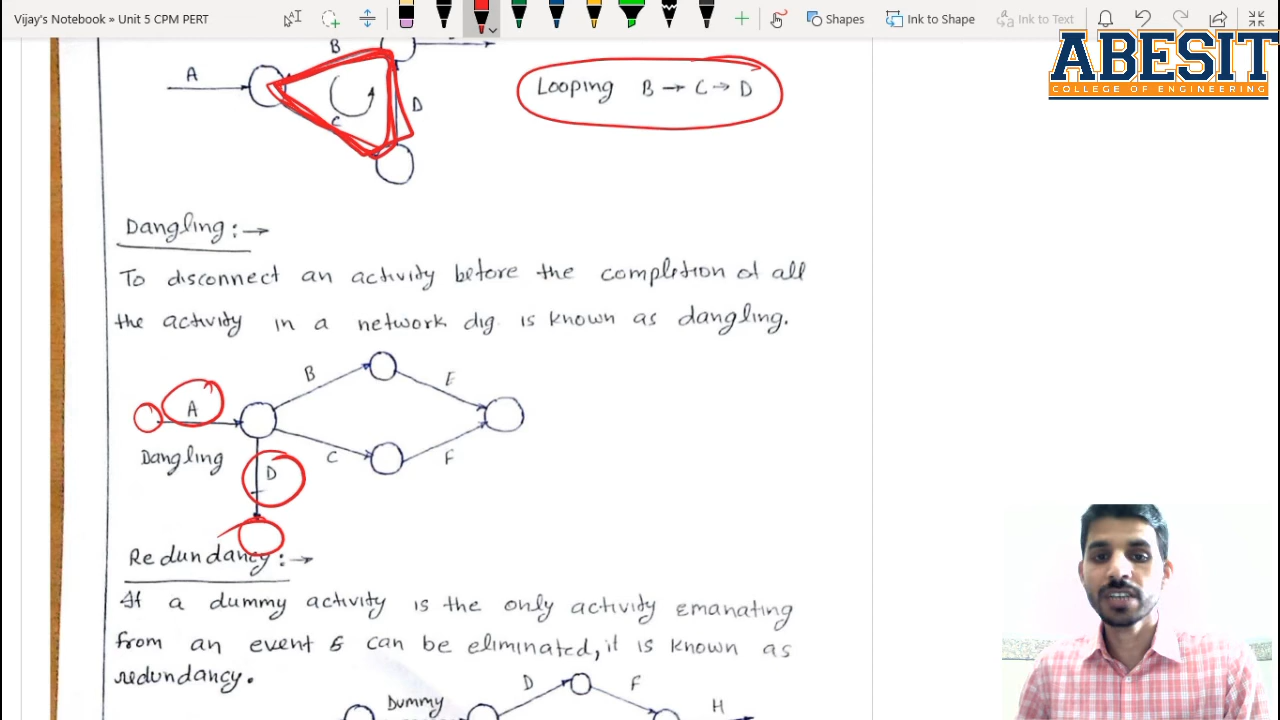 Vijay's Notebook » Unit 5 CPM PERT
Shapes
Ink to Shape
Ink to Text
ABESIT
COLLEGE OF ENGINEERING
B
A
D
C
Looping B → C → D
Dangling :→
To disconnect an activity before the completion of all
the activity in a network dig. is known as dangling.
B
E
A
Dangling
C
F
D
Redundancy :→
If a dummy activity is the only activity emanating
from an event & can be eliminated, it is known as
redundancy.
D
F
Dummy
H